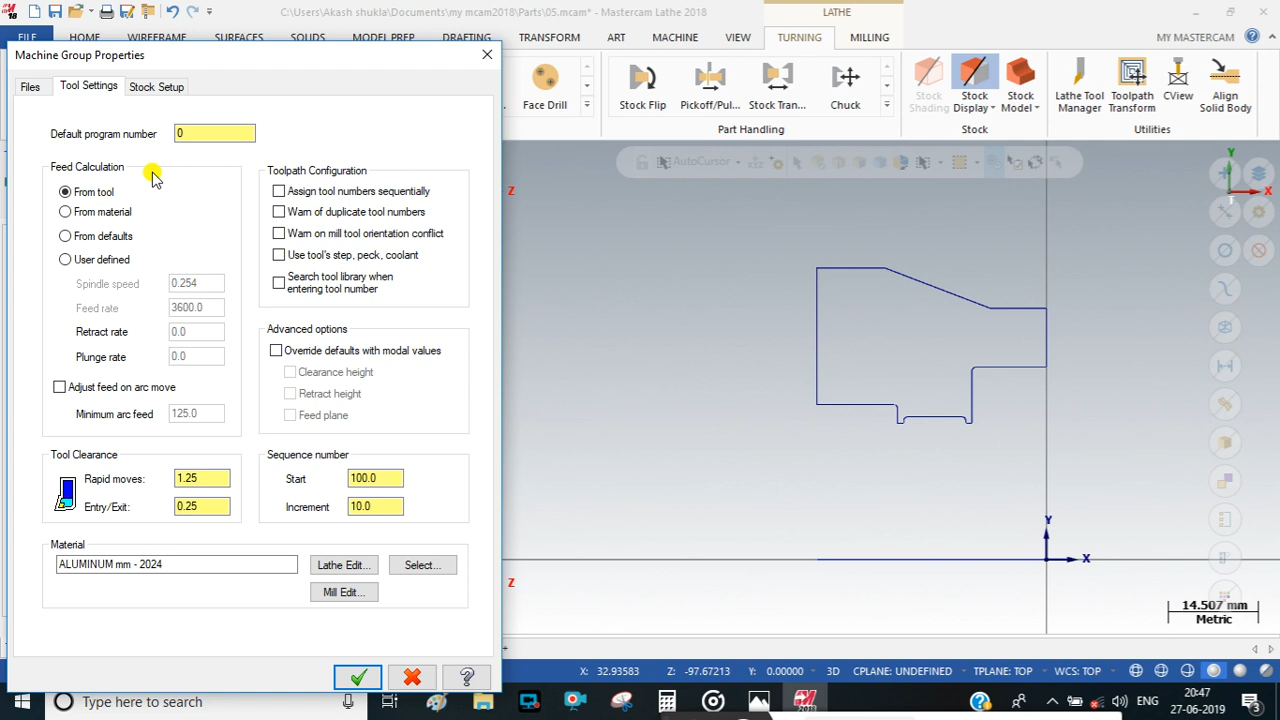 C:\Users\Akash shukla\Documents\my mcam2018\Parts\05.mcam* - Mastercam Lathe 2018
LATHE
FILE HOME WIREFRAME SURFACES SOLIDS MODEL PREP DRAFTING TRANSFORM ART MACHINE VIEW TURNING MILLING MY MASTERCAM
Machine Group Properties
Files Tool Settings Stock Setup
Face Drill
Stock Flip Pickoff/Pul... Stock Tran... Chuck
Part Handling
Stock Shading
Stock Display
Stock Model
Stock
Lathe Tool Manager
Toolpath Transform
CView
Align Solid Body
Utilities
AutoCursor
Default program number 0
Feed Calculation
From tool
From material
From defaults
User defined
Spindle speed 0.254
Feed rate 3600.0
Retract rate 0.0
Plunge rate 0.0
Adjust feed on arc move
Minimum arc feed 125.0
Toolpath Configuration
Assign tool numbers sequentially
Warn of duplicate tool numbers
Warn on mill tool orientation conflict
Use tool's step, peck, coolant
Search tool library when
entering tool number
Advanced options
Override defaults with modal values
Clearance height
Retract height
Feed plane
Tool Clearance
Rapid moves: 1.25
Entry/Exit: 0.25
Sequence number
Start 100.0
Increment 10.0
Material
ALUMINUM mm - 2024
Lathe Edit... Select...
Mill Edit...
Z
Z
Y
X
Y
X
14.507 mm
Metric
X: 32.93583 Z: -97.67213 Y: 0.00000 3D CPLANE: UNDEFINED TPLANE: TOP WCS: TOP
Type here to search
ENG
20:47
27-06-2019
3